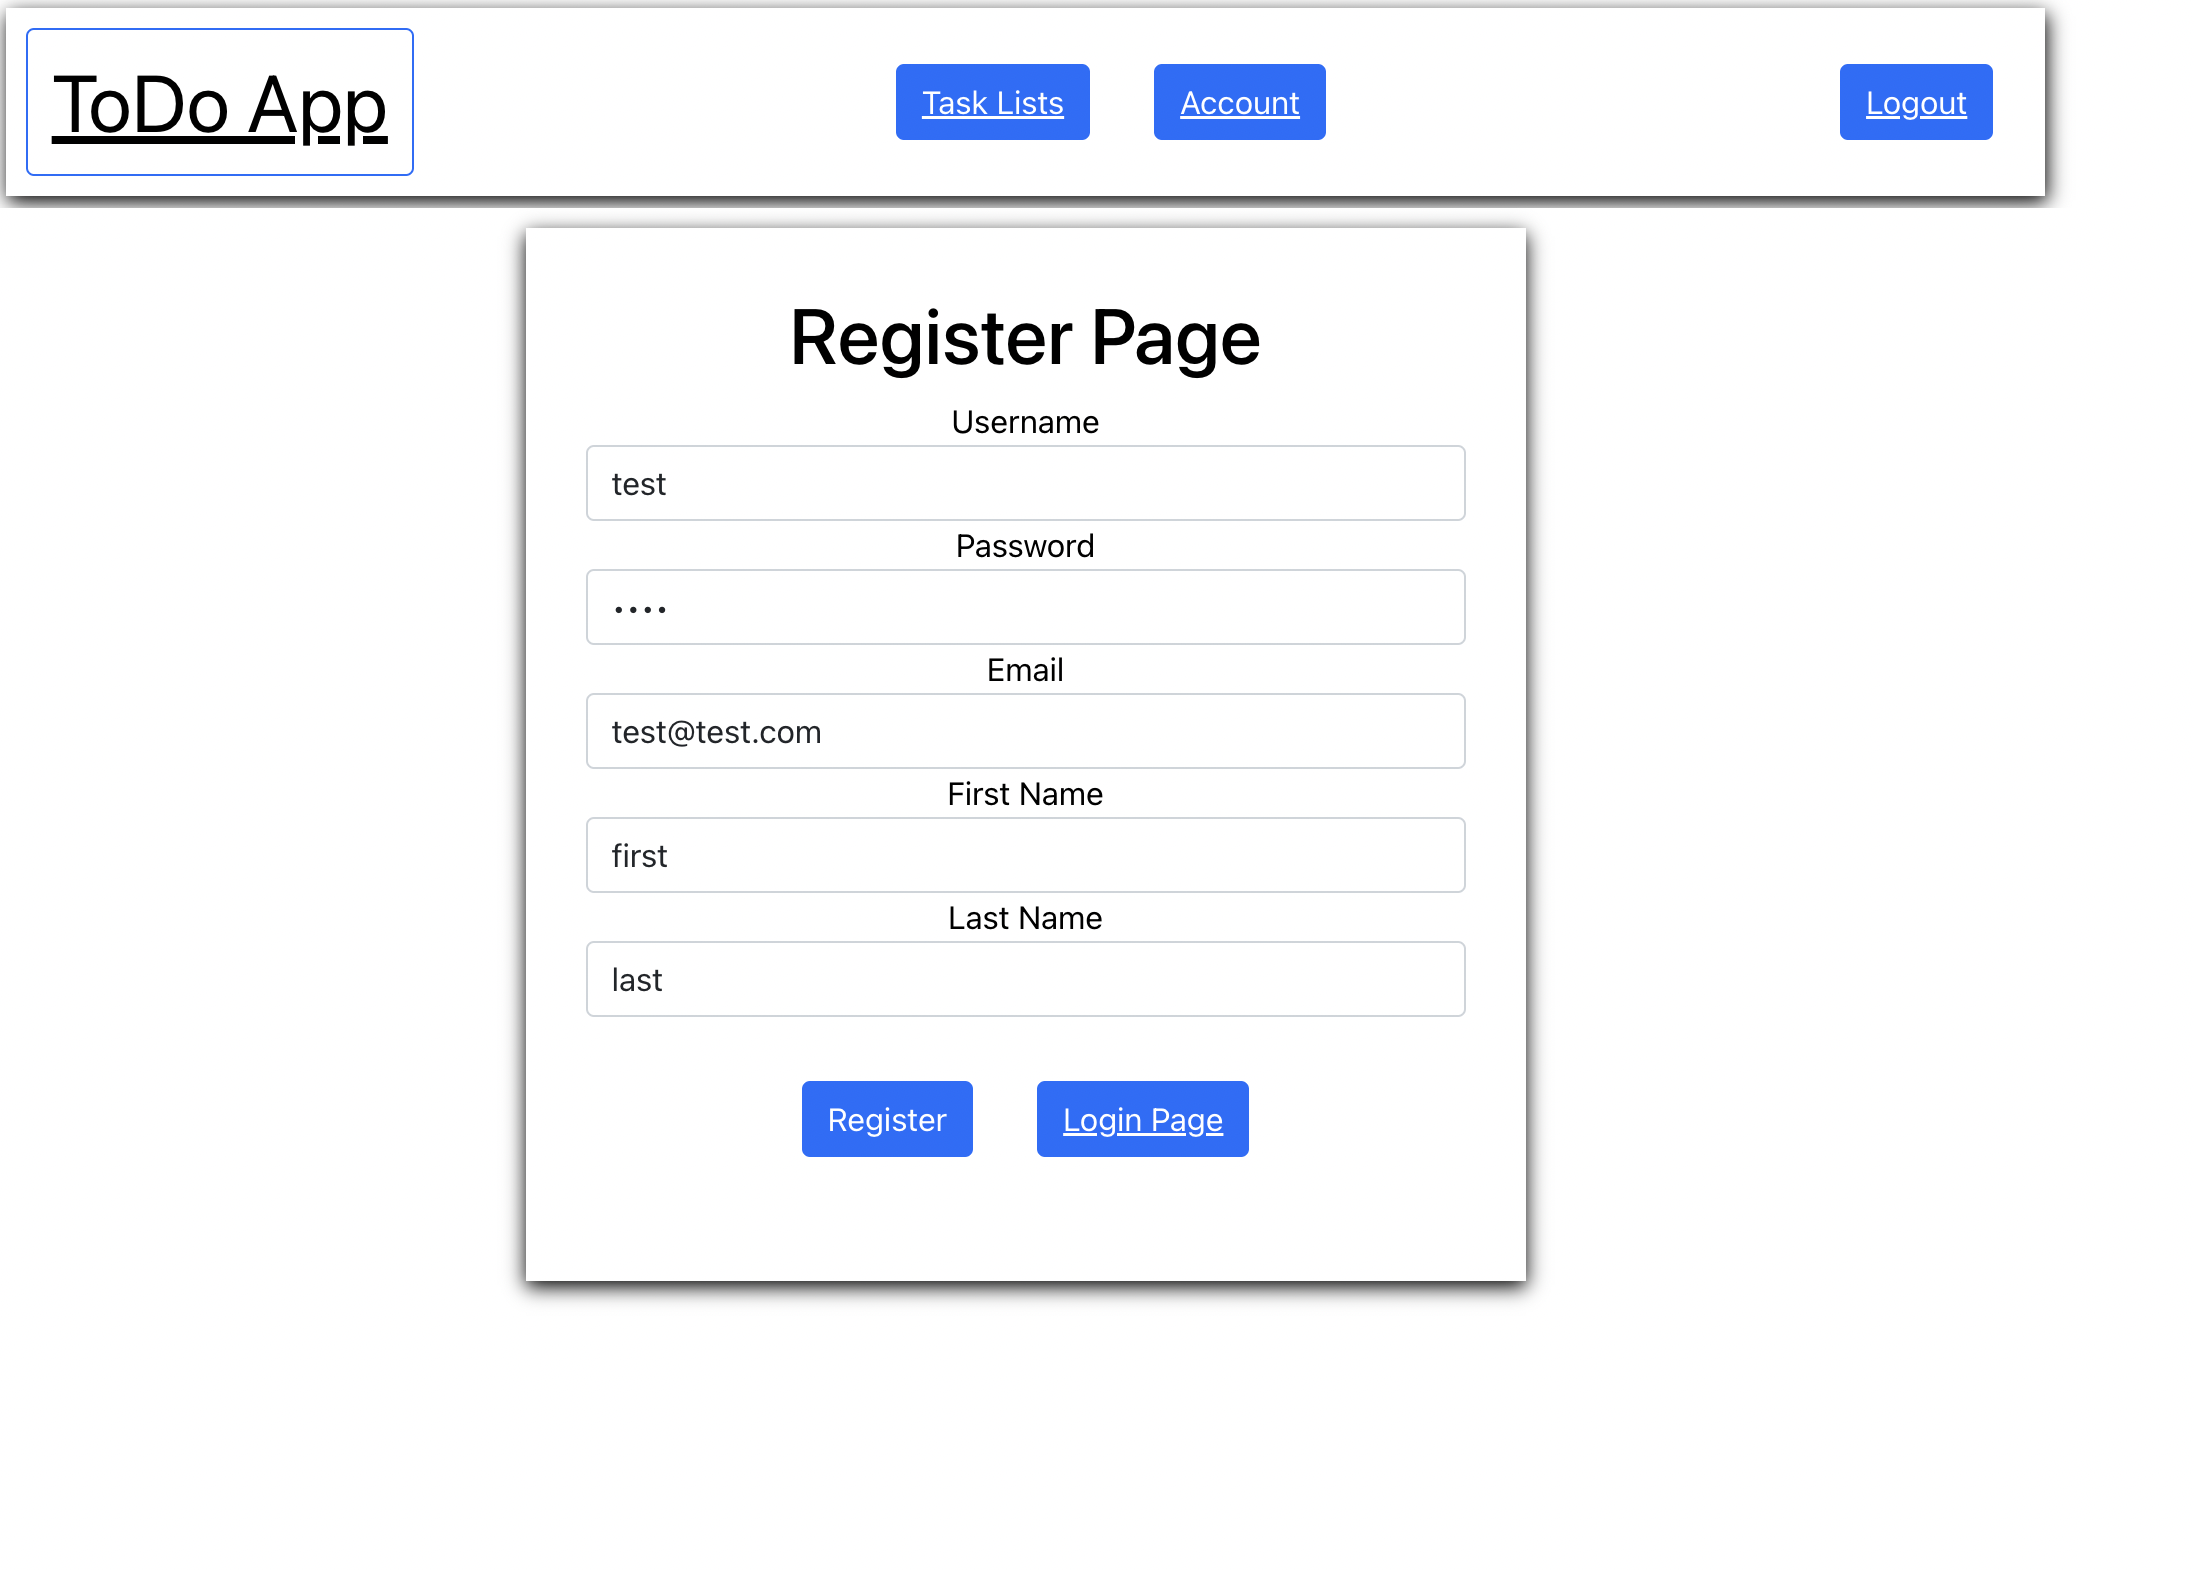 ToDo App Task Lists Account Logout
Register Page
Username
test
Password
••••
Email
test@test.com
First Name
first
Last Name
last
Register Login Page